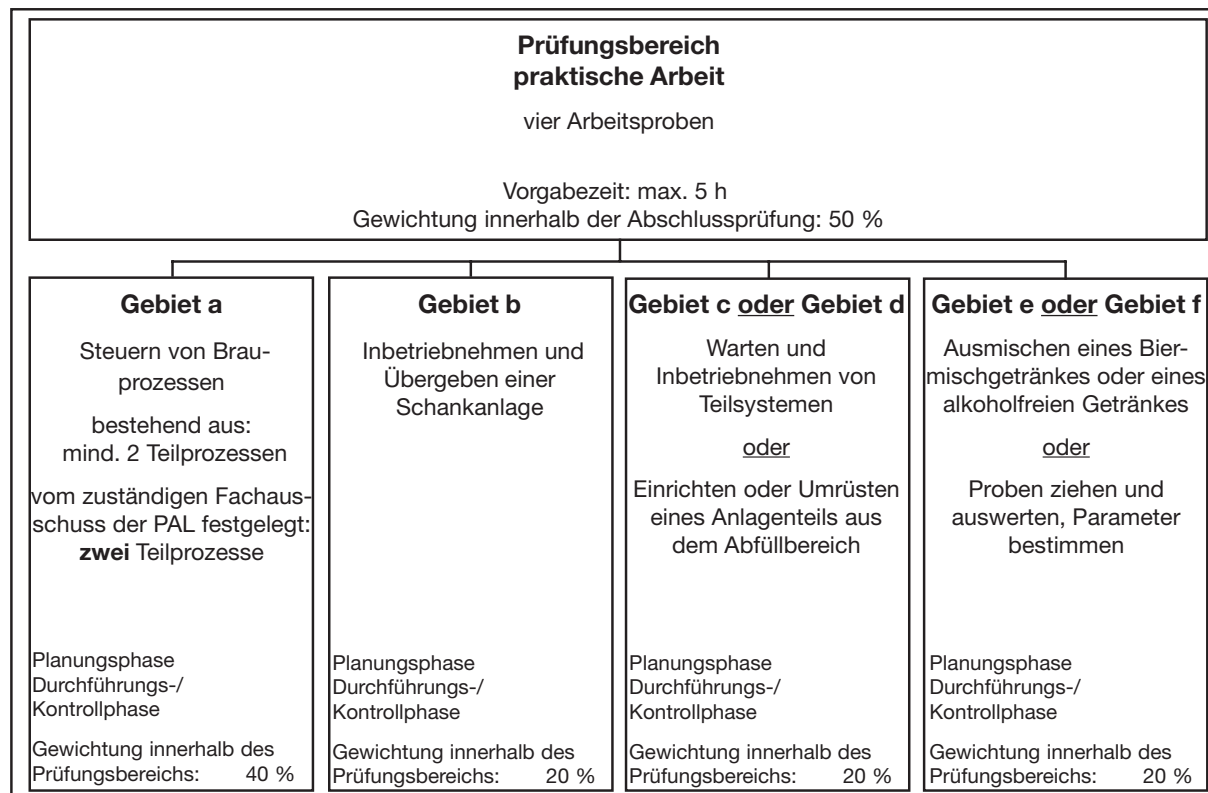 Prüfungsbereich
praktische Arbeit
vier Arbeitsproben
Vorgabezeit: max. 5 h
Gewichtung innerhalb der Abschlussprüfung: 50 %
Gebiet a
Steuern von Brau-
prozessen
bestehend aus:
mind. 2 Teilprozessen
vom zuständigen Fachaus-
schuss der PAL festgelegt:
zwei Teilprozesse
Planungsphase
Durchführungs-/
Kontrollphase
Gewichtung innerhalb des
Prüfungsbereichs: 40 %
Gebiet b
Inbetriebnehmen und
Übergeben einer
Schankanlage
Planungsphase
Durchführungs-/
Kontrollphase
Gewichtung innerhalb des
Prüfungsbereichs: 20 %
Gebiet c oder Gebiet d
Warten und
Inbetriebnehmen von
Teilsystemen
oder
Einrichten oder Umrüsten
eines Anlagenteils aus
dem Abfüllbereich
Planungsphase
Durchführungs-/
Kontrollphase
Gewichtung innerhalb des
Prüfungsbereichs: 20 %
Gebiet e oder Gebiet f
Ausmischen eines Bier-
mischgetränkes oder eines
alkoholfreien Getränkes
oder
Proben ziehen und
auswerten, Parameter
bestimmen
Planungsphase
Durchführungs-/
Kontrollphase
Gewichtung innerhalb des
Prüfungsbereichs: 20 %